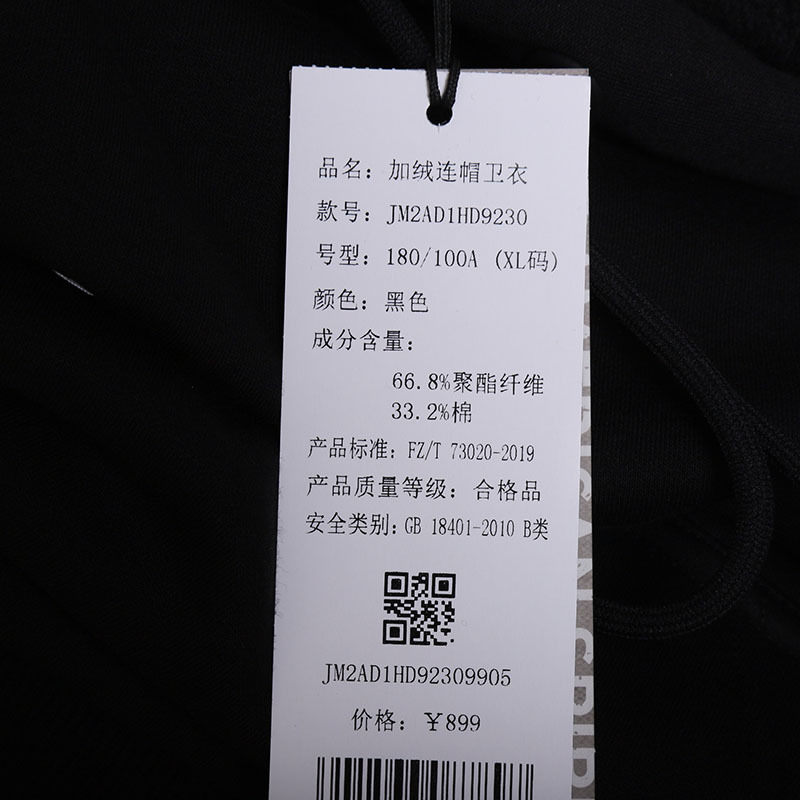 品名：加绒连帽卫衣
款号：JM2AD1HD9230
号型：180/100A (XL码)
颜色：黑色
成分含量：
66.8%聚酯纤维
33.2%棉
产品标准：FZ/T 73020-2019
产品质量等级：合格品
安全类别：GB 18401-2010 B类
JM2AD1HD92309905
价格：￥899